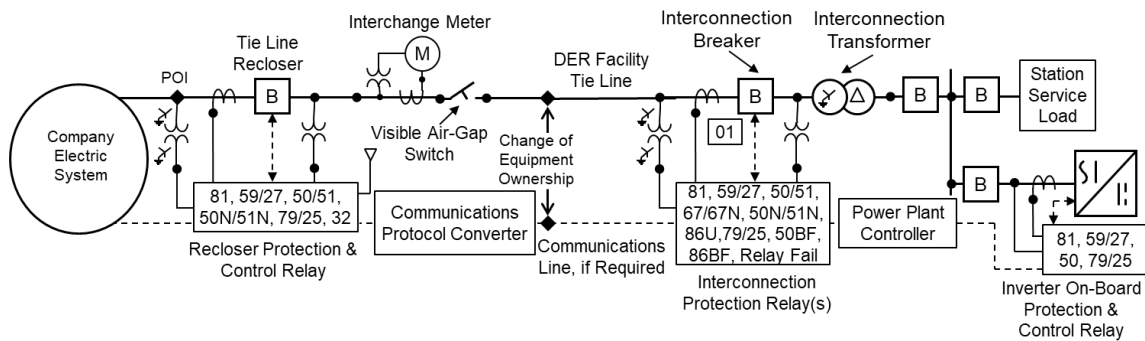 Company
Electric
System
POI
Tie Line
Recloser
B
Interchange Meter
M
Visible Air-Gap
Switch
81, 59/27, 50/51,
50N/51N, 79/25, 32
Recloser Protection &
Control Relay
Communications
Protocol Converter
DER Facility
Tie Line
Change of
Equipment
Ownership
Communications
Line, if Required
Interconnection
Breaker
B
01
81, 59/27, 50/51,
67/67N, 50N/51N,
86U,79/25, 50BF,
86BF, Relay Fail
Interconnection
Protection Relay(s)
Interconnection
Transformer
Δ
Power Plant
Controller
B
B
Station
Service
Load
B
81, 59/27,
50, 79/25
Inverter On-Board
Protection &
Control Relay